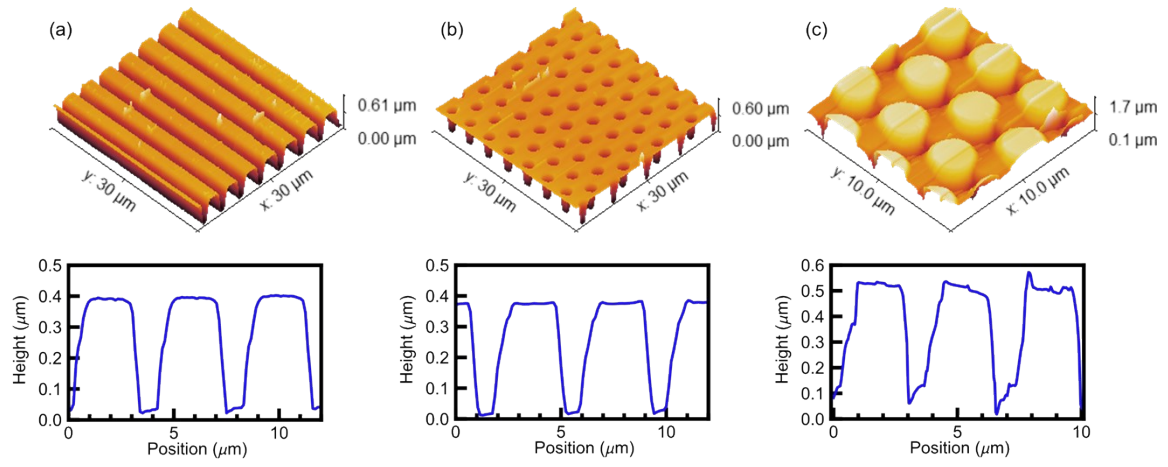 (a)
0.61 µm
0.00 µm
y: 30 µm
x: 30 µm
(b)
0.60 µm
0.00 µm
y: 30 µm
x: 30 µm
(c)
1.7 µm
0.1 µm
y: 10.0 µm
x: 10.0 µm
0.5
0.4
0.3
0.2
0.1
0.0
Height (µm)
0
5
10
Position (µm)
0.5
0.4
0.3
0.2
0.1
0.0
Height (µm)
0
5
10
Position (µm)
0.6
0.5
0.4
0.3
0.2
0.1
0.0
Height (µm)
0
5
10
Position (µm)